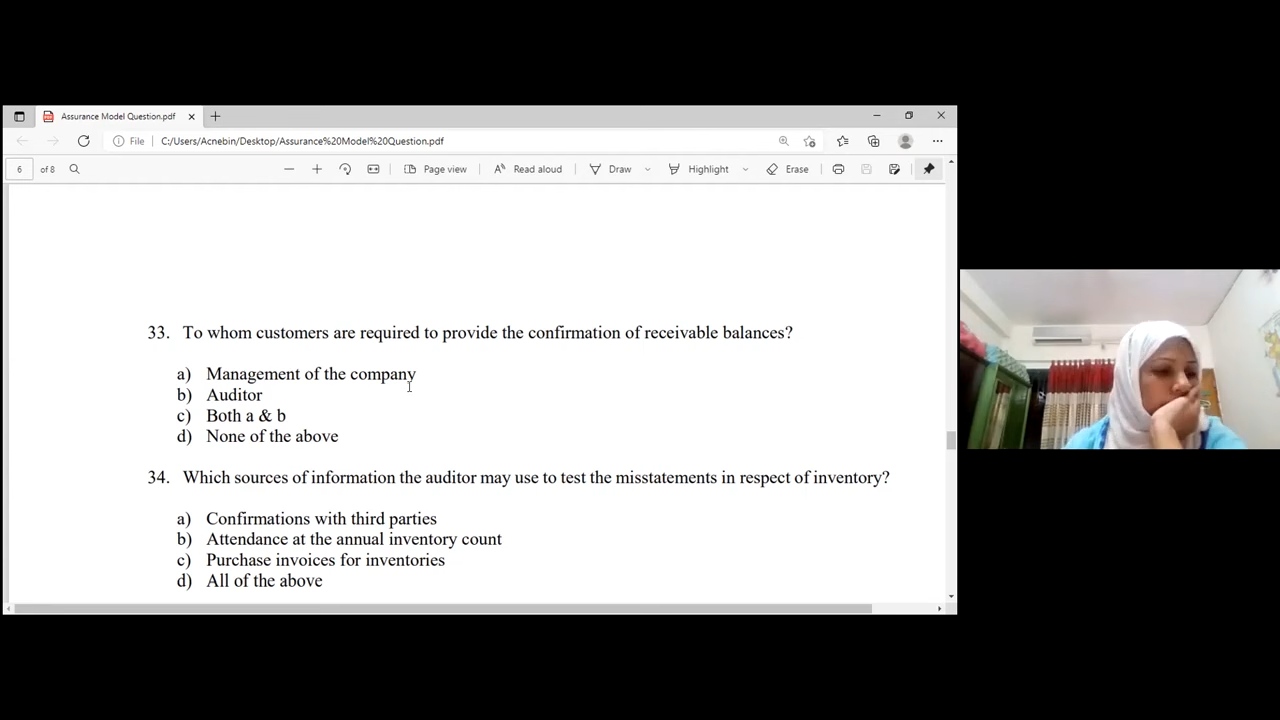 Assurance Model Question.pdf
File C:/Users/Acnebin/Desktop/Assurance%20Model%20Question.pdf
6 of 8 Page view Read aloud Draw Highlight Erase
33. To whom customers are required to provide the confirmation of receivable balances?
a) Management of the company
b) Auditor
c) Both a & b
d) None of the above
34. Which sources of information the auditor may use to test the misstatements in respect of inventory?
a) Confirmations with third parties
b) Attendance at the annual inventory count
c) Purchase invoices for inventories
d) All of the above